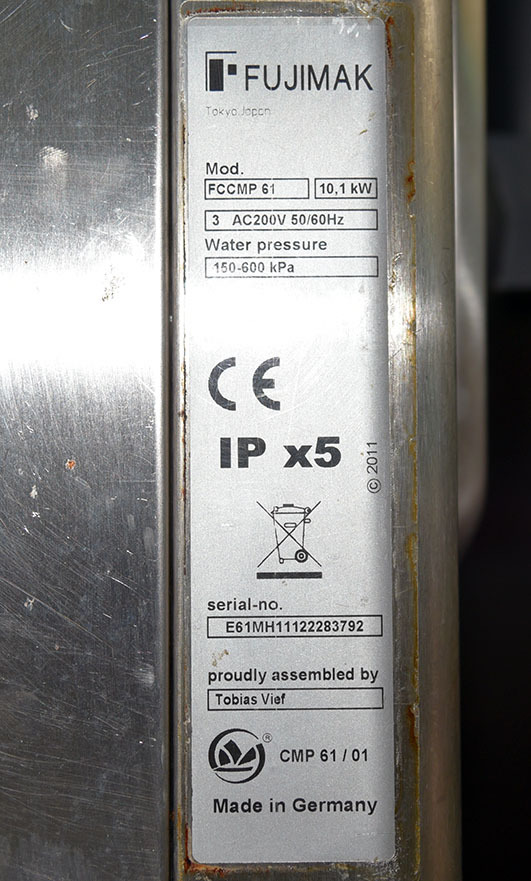 FUJIMAK
Tokyo.Japan
Mod.
FCCMP 61 10,1 kW
3 AC200V 50/60Hz
Water pressure
150-600 kPa
CE
IP x5
© 2011
serial-no.
E61MH11122283792
proudly assembled by
Tobias Vief
® CMP 61 / 01
Made in Germany